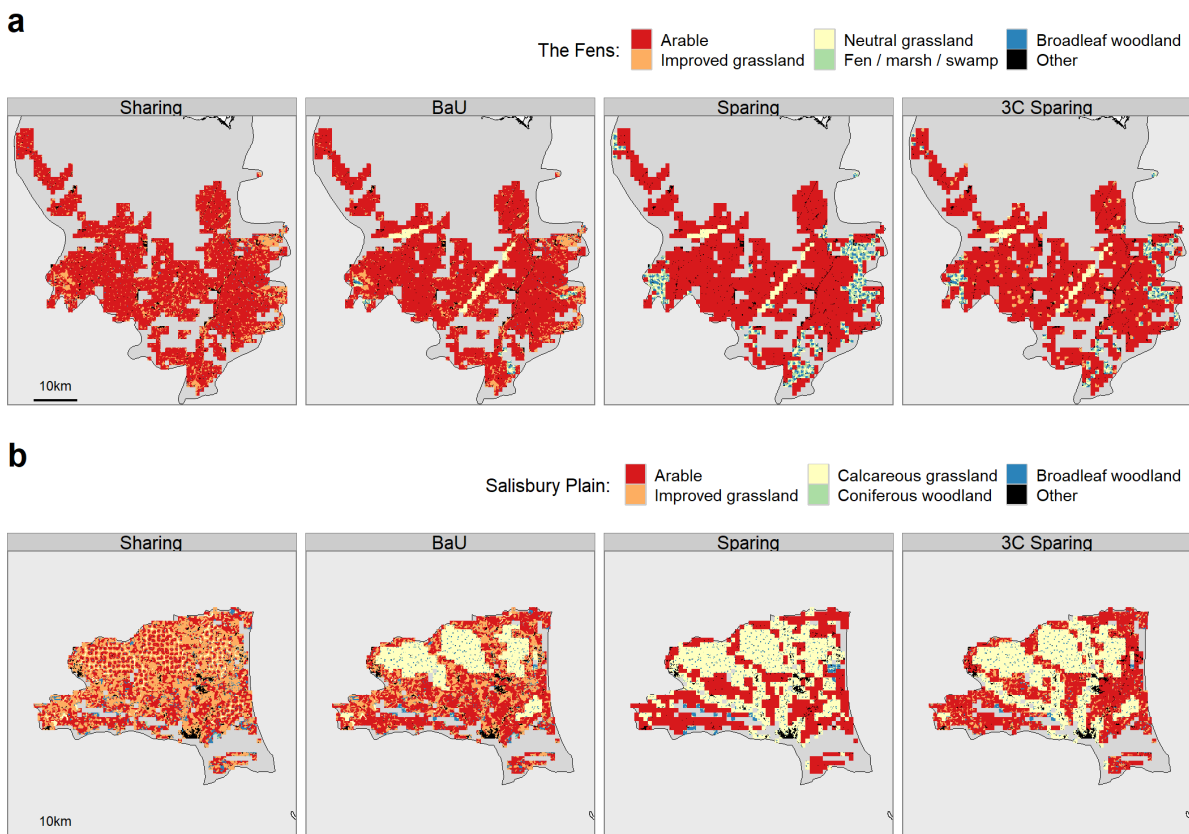 a
The Fens: Arable Neutral grassland Broadleaf woodland
Improved grassland Fen / marsh / swamp Other
Sharing BaU Sparing 3C Sparing
10km
b
Salisbury Plain: Arable Calcareous grassland Broadleaf woodland
Improved grassland Coniferous woodland Other
Sharing BaU Sparing 3C Sparing
10km